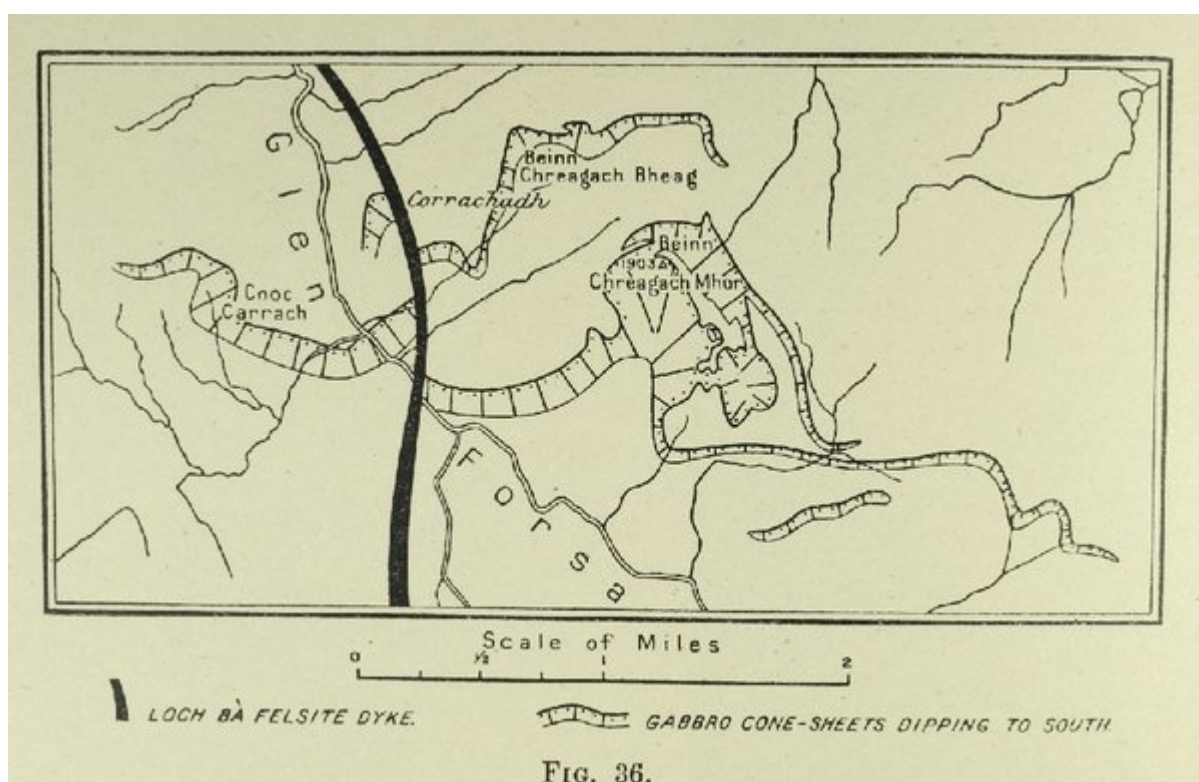 Glen
Beinn
Chreagach Bheag
Corrachadh
Beinn
1903
Chreagach Mhor
Cnoc
Carrach
Forsa
Scale of Miles
0 ½ 1 2
LOCH BÀ FELSITE DYKE.
GABBRO CONE-SHEETS DIPPING TO SOUTH.
FIG. 36.